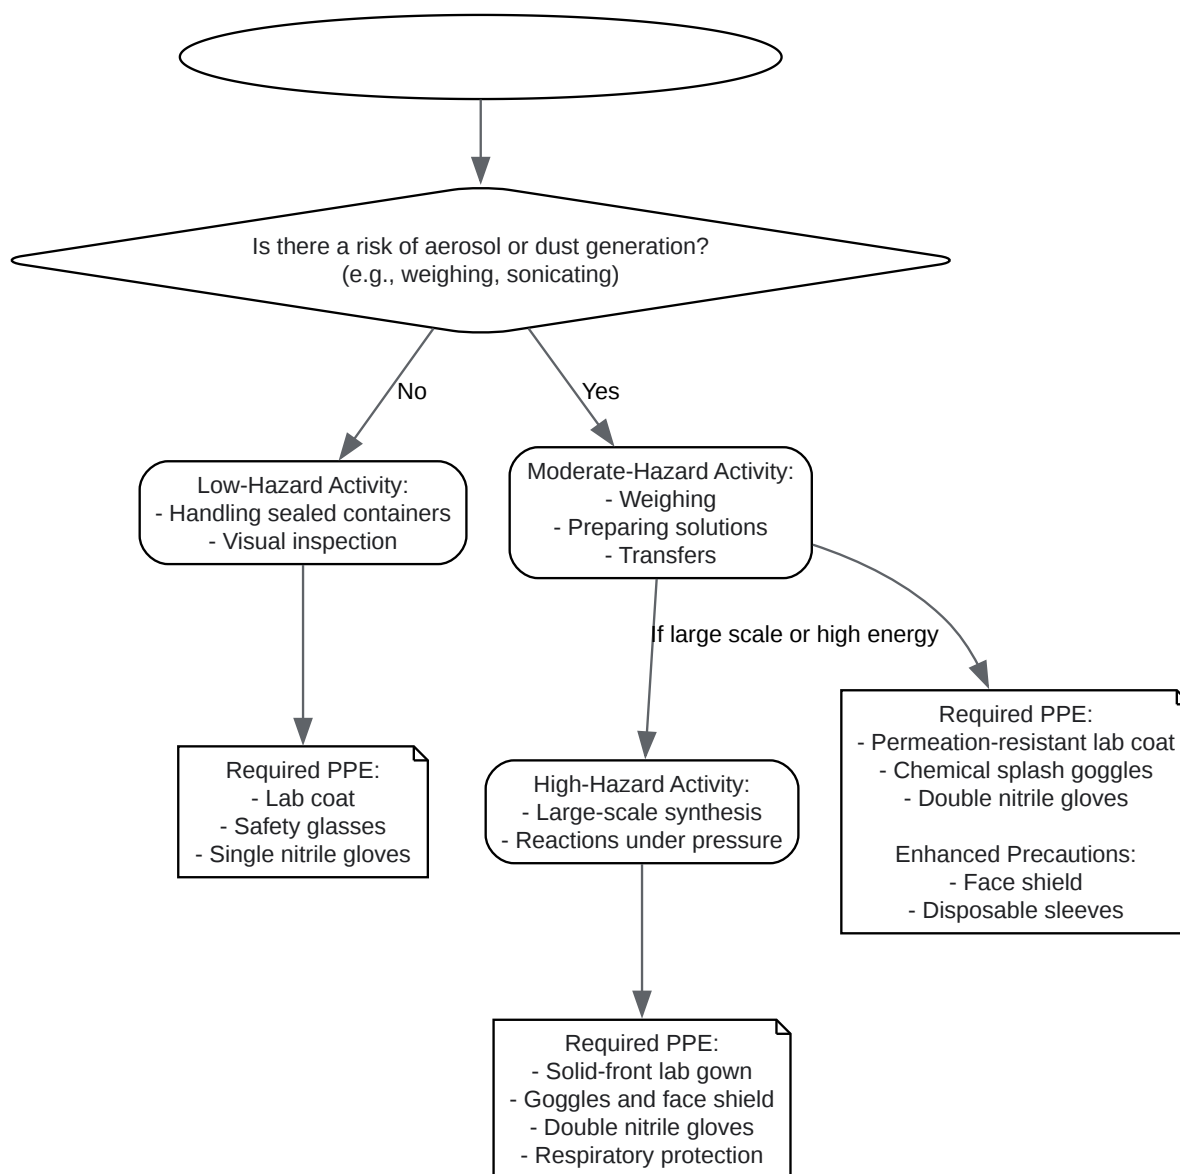 Is there a risk of aerosol or dust generation?
(e.g., weighing, sonicating)
No
Yes
Low-Hazard Activity:
- Handling sealed containers
- Visual inspection
Moderate-Hazard Activity:
- Weighing
- Preparing solutions
- Transfers
If large scale or high energy
Required PPE:
- Lab coat
- Safety glasses
- Single nitrile gloves
High-Hazard Activity:
- Large-scale synthesis
- Reactions under pressure
Required PPE:
- Permeation-resistant lab coat
- Chemical splash goggles
- Double nitrile gloves
Enhanced Precautions:
- Face shield
- Disposable sleeves
Required PPE:
- Solid-front lab gown
- Goggles and face shield
- Double nitrile gloves
- Respiratory protection